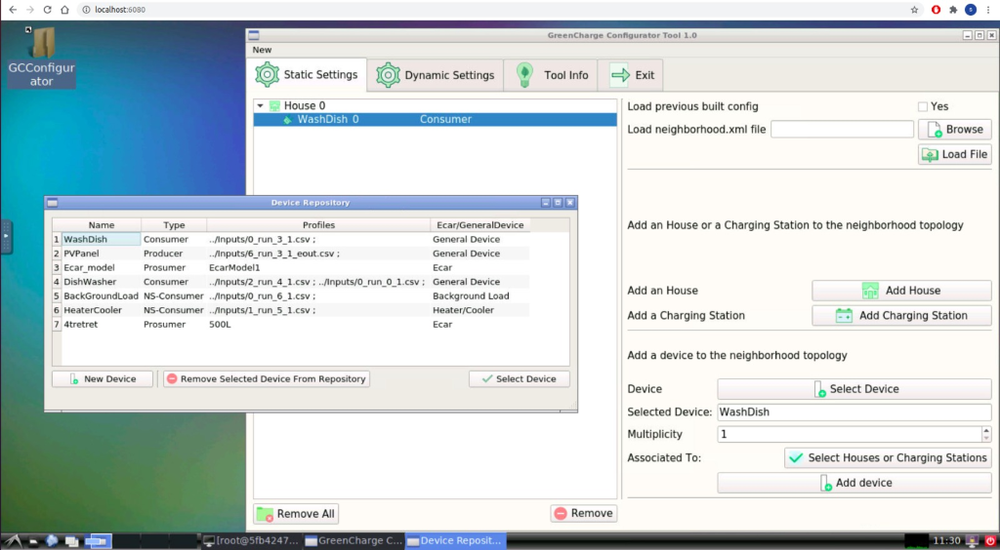 localhost:6080
GCConfigur
ator
GreenCharge Configurator Tool 1.0
New
Static Settings
Dynamic Settings
Tool Info
Exit
House 0
WashDish 0 Consumer
Load previous built config
Yes
Load neighborhood.xml file
Browse
Load File
Add an House or a Charging Station to the neighborhood topology
Add an House
Add House
Add a Charging Station
Add Charging Station
Add a device to the neighborhood topology
Device
Select Device
Selected Device: WashDish
Multiplicity 1
Associated To:
Select Houses or Charging Stations
Add device
Remove All
Remove
Device Repository
Name Type Profiles Ecar/GeneralDevice
1 WashDish Consumer ../Inputs/0_run_3_1.csv ; General Device
2 PVPanel Producer ../Inputs/6_run_3_1_eout.csv ; General Device
3 Ecar_model Prosumer EcarModel1 Ecar
4 DishWasher Consumer ../Inputs/2_run_4_1.csv ; ../Inputs/0_run_0_1.csv ; General Device
5 BackGroundLoad NS-Consumer ../Inputs/0_run_6_1.csv ; Background Load
6 HeaterCooler NS-Consumer ../Inputs/1_run_5_1.csv ; Heater/Cooler
7 4tretret Prosumer 500L Ecar
New Device
Remove Selected Device From Repository
Select Device
[root@5fb4247...
GreenCharge C...
Device Reposit...
11:30